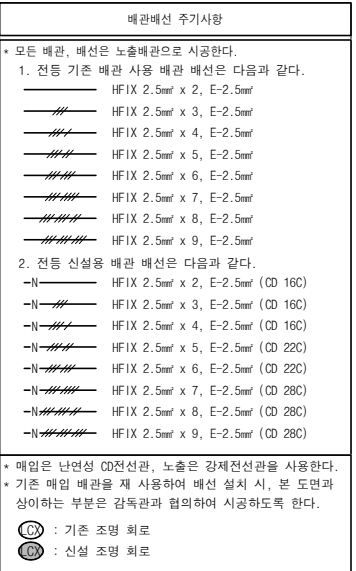 배관배선 주기사항
* 모든 배관, 배선은 노출배관으로 시공한다.
1. 전등 기존 배관 사용 배관 배선은 다음과 같다.
HFIX 2.5㎟ x 2, E-2.5㎟
HFIX 2.5㎟ x 3, E-2.5㎟
HFIX 2.5㎟ x 4, E-2.5㎟
HFIX 2.5㎟ x 5, E-2.5㎟
HFIX 2.5㎟ x 6, E-2.5㎟
HFIX 2.5㎟ x 7, E-2.5㎟
HFIX 2.5㎟ x 8, E-2.5㎟
HFIX 2.5㎟ x 9, E-2.5㎟
2. 전등 신설용 배관 배선은 다음과 같다.
N HFIX 2.5㎟ x 2, E-2.5㎟ (CD 16C)
N HFIX 2.5㎟ x 3, E-2.5㎟ (CD 16C)
N HFIX 2.5㎟ x 4, E-2.5㎟ (CD 16C)
N HFIX 2.5㎟ x 5, E-2.5㎟ (CD 22C)
N HFIX 2.5㎟ x 6, E-2.5㎟ (CD 22C)
N HFIX 2.5㎟ x 7, E-2.5㎟ (CD 28C)
N HFIX 2.5㎟ x 8, E-2.5㎟ (CD 28C)
N HFIX 2.5㎟ x 9, E-2.5㎟ (CD 28C)
* 매입은 난연성 CD전선관, 노출은 강제전선관을 사용한다.
* 기존 매입 배관을 재 사용하여 배선 설치 시, 본 도면과
상이하는 부분은 감독관과 협의하여 시공하도록 한다.
LCX : 기존 조명 회로
LCX : 신설 조명 회로